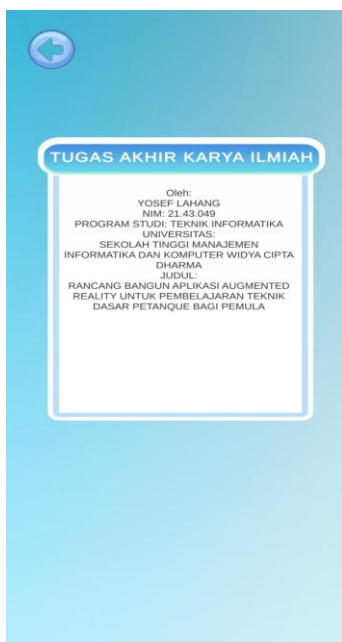 TUGAS AKHIR KARYA ILMIAH
Oleh:
YOSEF LAHANG
NIM: 21.43.049
PROGRAM STUDI: TEKNIK INFORMATIKA
UNIVERSITAS:
SEKOLAH TINGGI MANAJEMEN
INFORMATIKA DAN KOMPUTER WIDYA CIPTA
DHARMA
JUDUL:
RANCANG BANGUN APLIKASI AUGMENTED
REALITY UNTUK PEMBELAJARAN TEKNIK
DASAR PETANQUE BAGI PEMULA